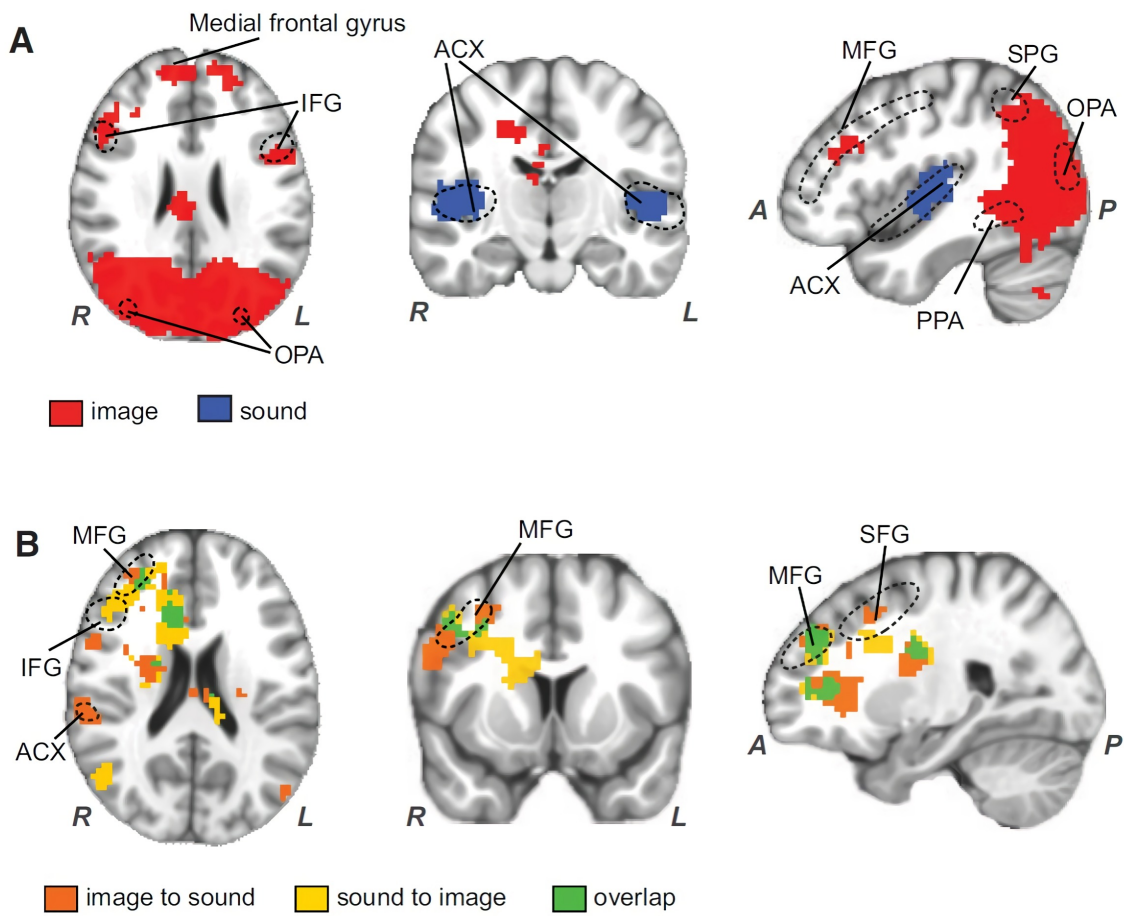 A
Medial frontal gyrus
IFG
R
L
OPA
ACX
R
L
MFG
SPG
OPA
A
P
ACX
PPA
image
sound
B
MFG
IFG
ACX
R
L
MFG
R
L
SFG
MFG
A
P
image to sound
sound to image
overlap